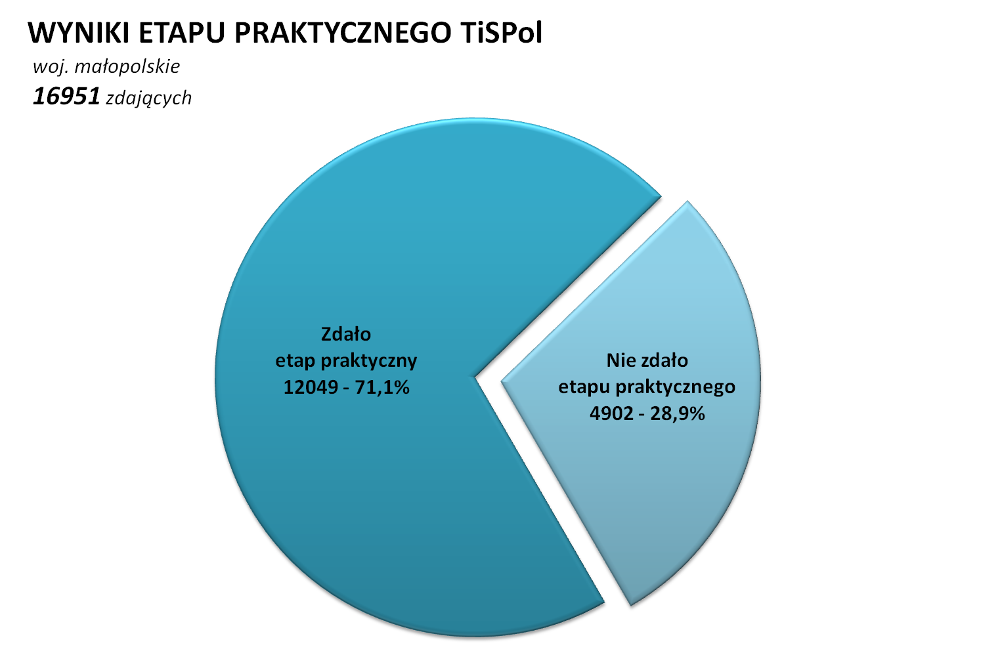 WYNIKI ETAPU PRAKTYCZNEGO TiSPol
woj. małopolskie
16951 zdających
Zdało
etap praktyczny
12049 - 71,1%
Nie zdało
etapu praktycznego
4902 - 28,9%